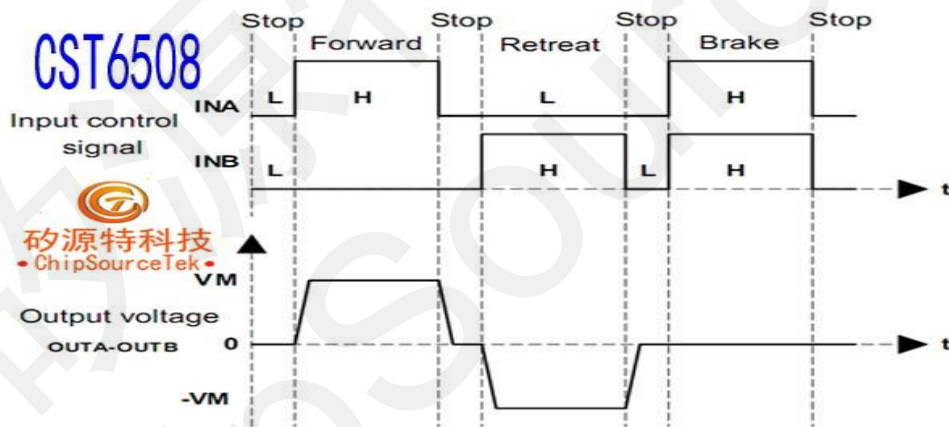 Stop Stop Stop Stop
Forward Retreat Brake
CST6508
INA L H L H
Input control
signal
INB L H L H
t
矽源特科技
•ChipSourceTek•
VM
Output voltage
OUTA-OUTB 0 t
-VM